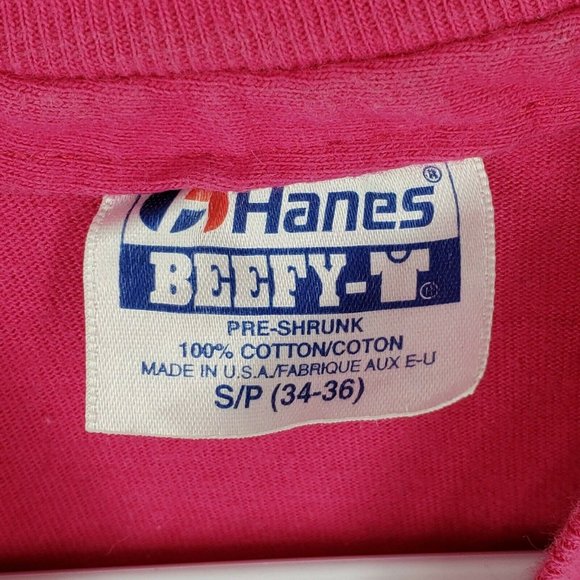 Hanes®
BEEFY-T®
PRE-SHRUNK
100% COTTON/COTON
MADE IN U.S.A./FABRIQUE AUX E-U
S/P (34-36)